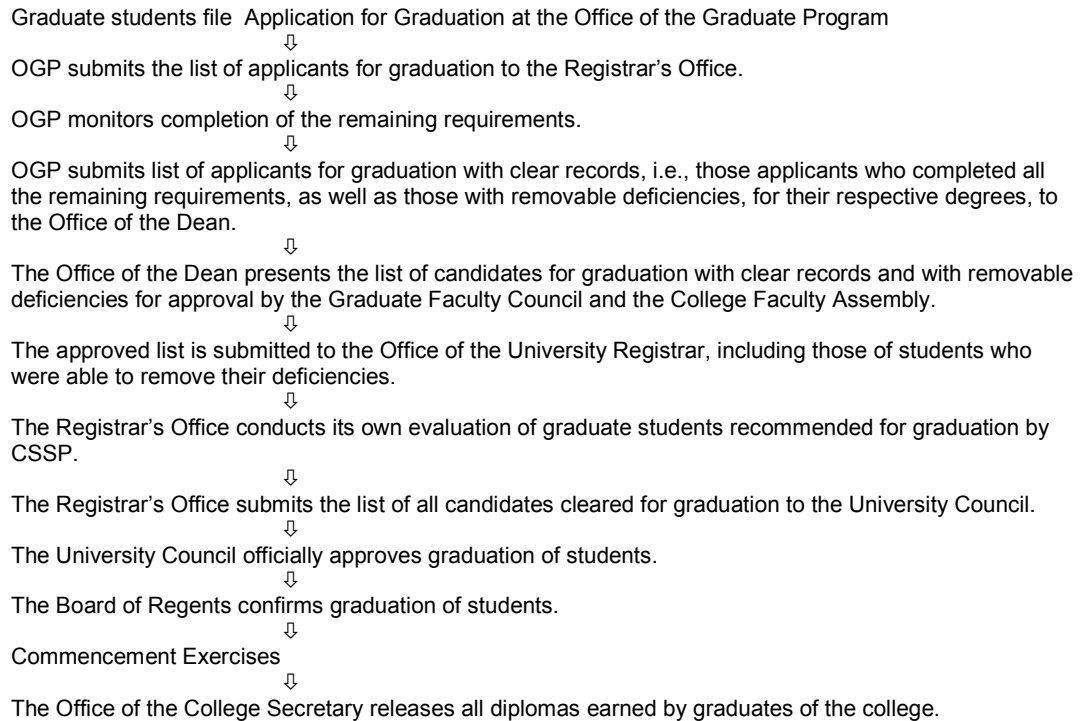 Graduate students file  Application for Graduation at the Office of the Graduate Program
⇩
OGP submits the list of applicants for graduation to the Registrar’s Office.
⇩
OGP monitors completion of the remaining requirements.
⇩
OGP submits list of applicants for graduation with clear records, i.e., those applicants who completed all
the remaining requirements, as well as those with removable deficiencies, for their respective degrees, to
the Office of the Dean.
⇩
The Office of the Dean presents the list of candidates for graduation with clear records and with removable
deficiencies for approval by the Graduate Faculty Council and the College Faculty Assembly.
⇩
The approved list is submitted to the Office of the University Registrar, including those of students who
were able to remove their deficiencies.
⇩
The Registrar’s Office conducts its own evaluation of graduate students recommended for graduation by
CSSP.
⇩
The Registrar’s Office submits the list of all candidates cleared for graduation to the University Council.
⇩
The University Council officially approves graduation of students.
⇩
The Board of Regents confirms graduation of students.
⇩
Commencement Exercises
⇩
The Office of the College Secretary releases all diplomas earned by graduates of the college.